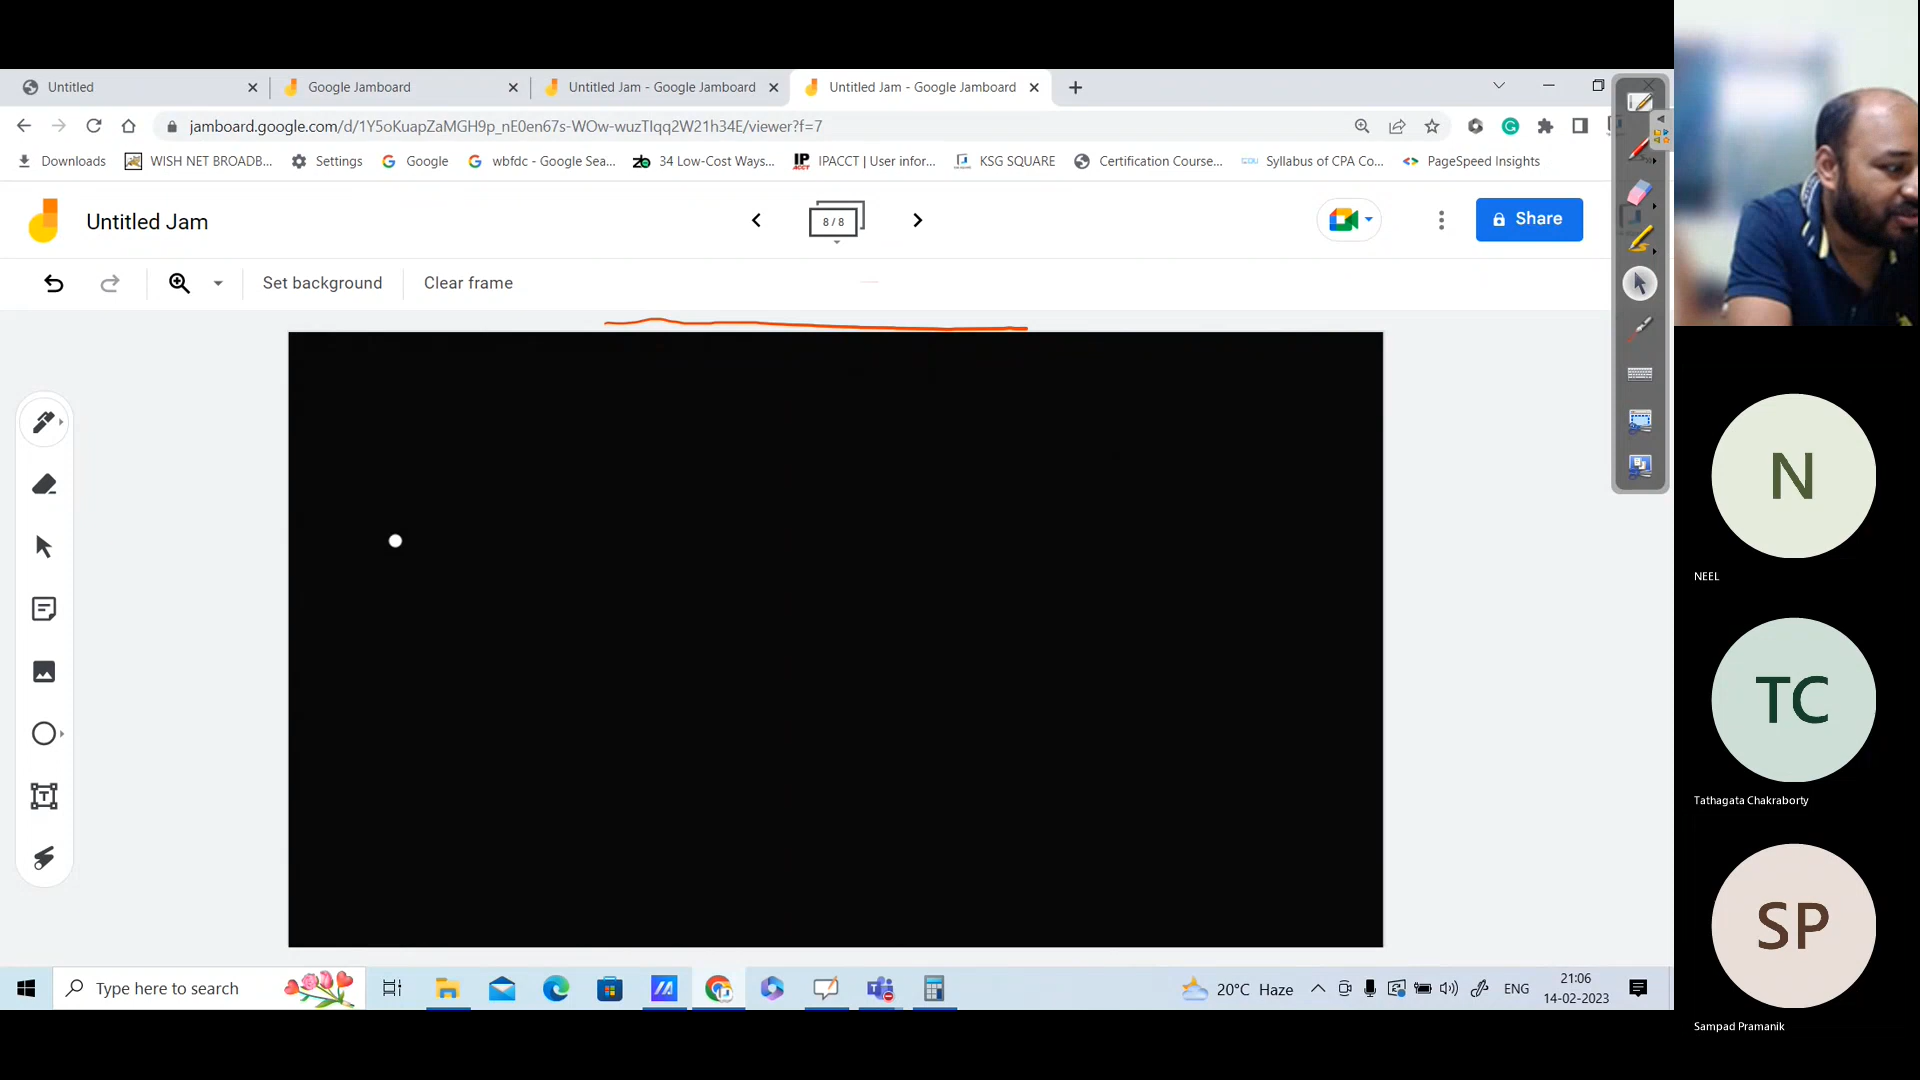 Untitled
Google Jamboard
Untitled Jam - Google Jamboard
Untitled Jam - Google Jamboard
jamboard.google.com/d/1Y5oKuapZaMGH9p_nE0en67s-WOw-wuzTIqq2W21h34E/viewer?f=7
Downloads
WISH NET BROADB...
Settings
Google
wbfdc - Google Sea...
34 Low-Cost Ways...
IPACCT | User infor...
KSG SQUARE
Certification Course...
Syllabus of CPA Co...
PageSpeed Insights
Untitled Jam
8 / 8
Share
Set background
Clear frame
N
NEEL
TC
Tathagata Chakraborty
SP
Sampad Pramanik
Type here to search
20°C Haze
ENG
21:06
14-02-2023